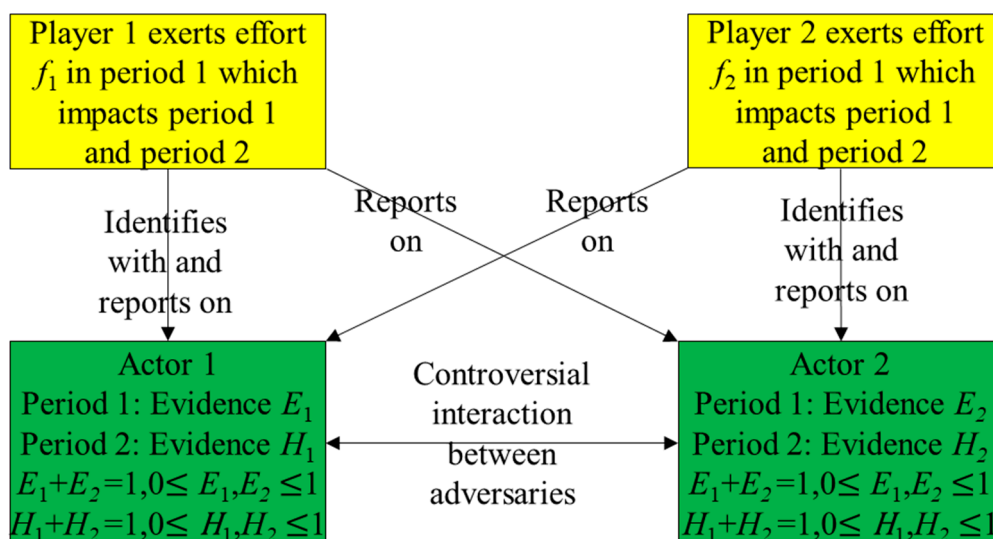 Player 1 exerts effort
f₁ in period 1 which
impacts period 1
and period 2
Player 2 exerts effort
f₂ in period 1 which
impacts period 1
and period 2
Identifies
with and
reports on
Reports
on
Reports
on
Identifies
with and
reports on
Actor 1
Period 1: Evidence E₁
Period 2: Evidence H₁
E₁+E₂=1,0≤ E₁,E₂ ≤1
H₁+H₂=1,0≤ H₁,H₂ ≤1
Controversial
interaction
between
adversaries
Actor 2
Period 1: Evidence E₂
Period 2: Evidence H₂
E₁+E₂=1,0≤ E₁,E₂ ≤1
H₁+H₂=1,0≤ H₁,H₂ ≤1